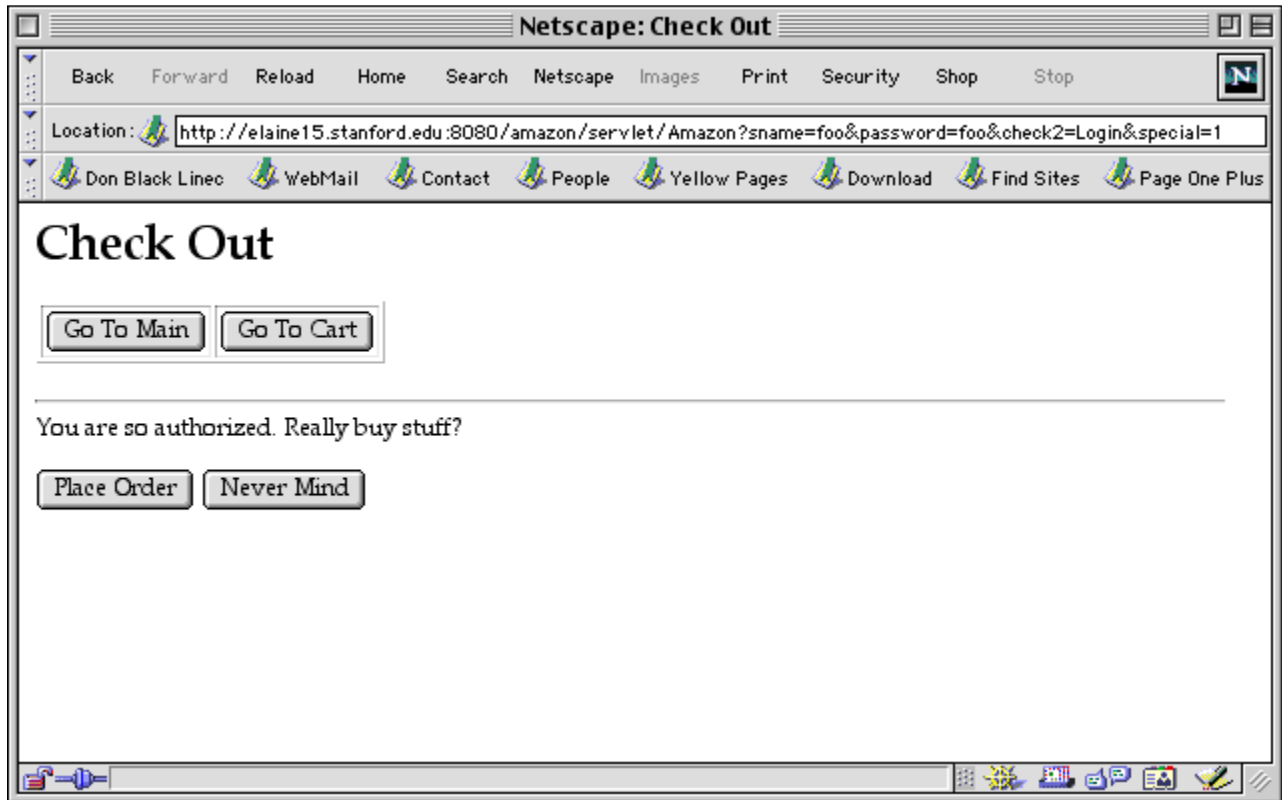 Netscape: Check Out
Back Forward Reload Home Search Netscape Images Print Security Shop Stop N
Location: http://elaine15.stanford.edu:8080/amazon/servlet/Amazon?sname=foo&password=foo&check2=Login&special=1
Don Black Linec WebMail Contact People Yellow Pages Download Find Sites Page One Plus
Check Out
Go To Main Go To Cart
You are so authorized. Really buy stuff?
Place Order Never Mind